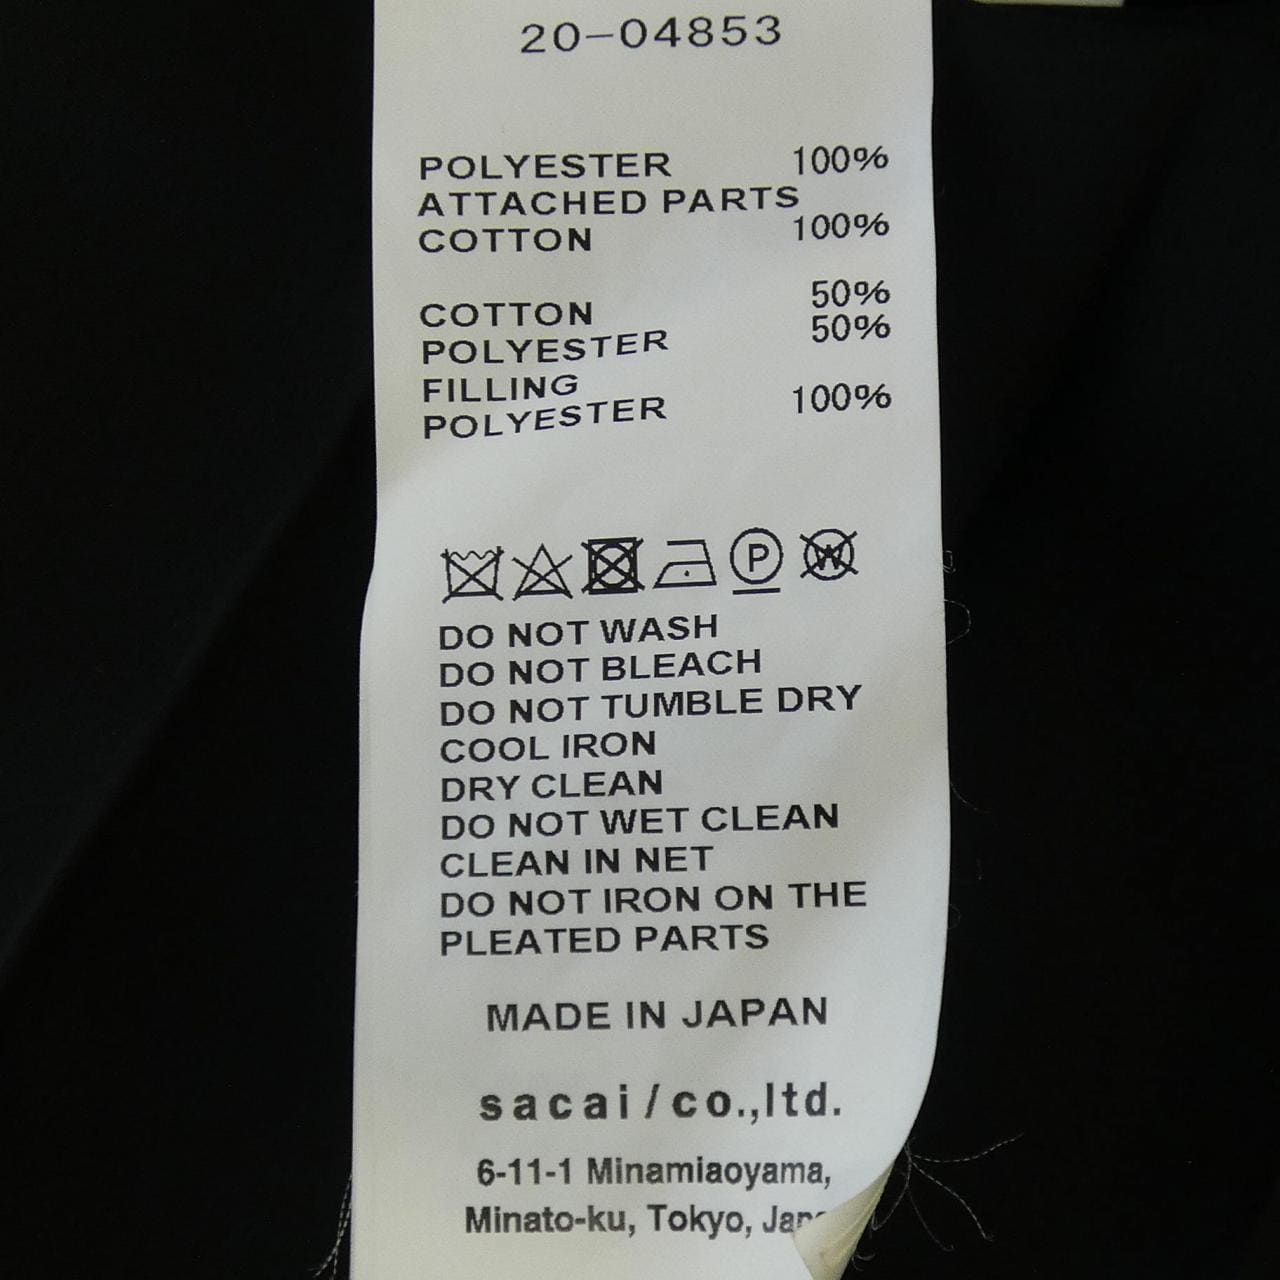 20-04853
POLYESTER 100%
ATTACHED PARTS
COTTON 100%
COTTON 50%
POLYESTER 50%
FILLING
POLYESTER 100%
P W
DO NOT WASH
DO NOT BLEACH
DO NOT TUMBLE DRY
COOL IRON
DRY CLEAN
DO NOT WET CLEAN
CLEAN IN NET
DO NOT IRON ON THE
PLEATED PARTS
MADE IN JAPAN
sacai/co.,ltd.
6-11-1 Minamiaoyama,
Minato-ku, Tokyo,